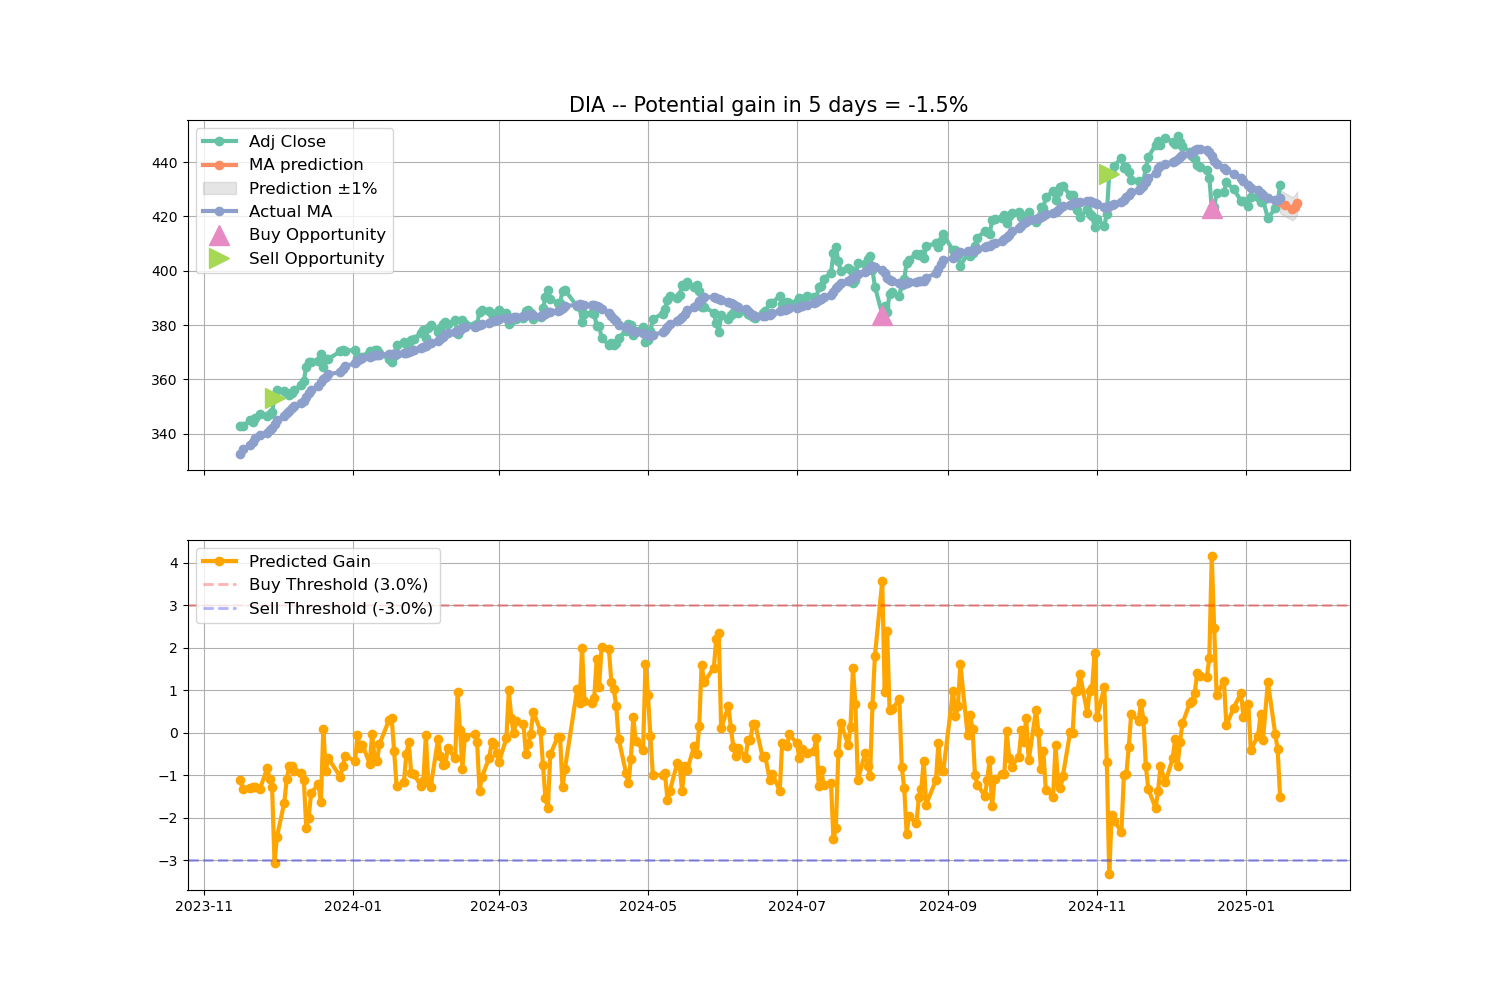 DIA -- Potential gain in 5 days = -1.5%
Adj Close
MA prediction
Prediction ±1%
Actual MA
Buy Opportunity
Sell Opportunity
440
420
400
380
360
340
Predicted Gain
Buy Threshold (3.0%)
Sell Threshold (-3.0%)
4
3
2
1
0
−1
−2
−3
2023-11
2024-01
2024-03
2024-05
2024-07
2024-09
2024-11
2025-01